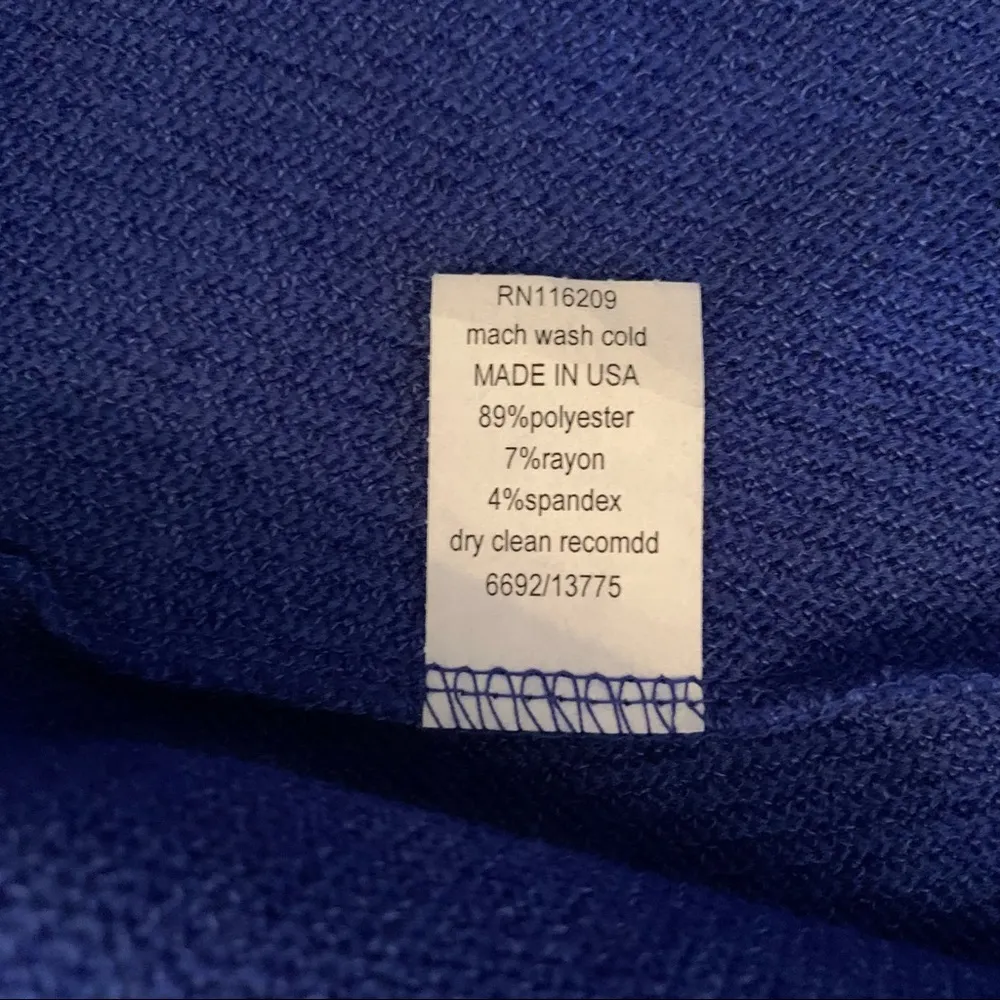 RN116209
mach wash cold
MADE IN USA
89%polyester
7%rayon
4%spandex
dry clean recomdd
6692/13775